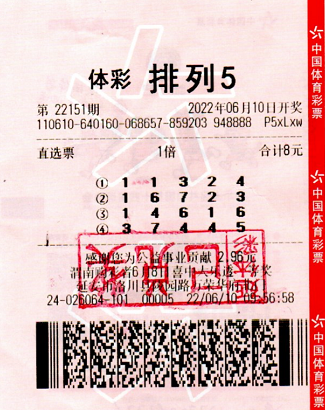 体彩 排列5
第 22151期 2022年06月10日开奖
110610-640160-068657-859203 948888 P5xLxw
直选票 1倍 合计8元
① 1 1 3 2 4
② 1 6 7 2 3
③ 1 4 6 1 6
④ 3 7 4 4 5
感谢您为公益事业贡献 2.96元
24-026064-101 00005 22/06/10 09:56:58
中国体育彩票
中国体育彩票
中国体育彩票